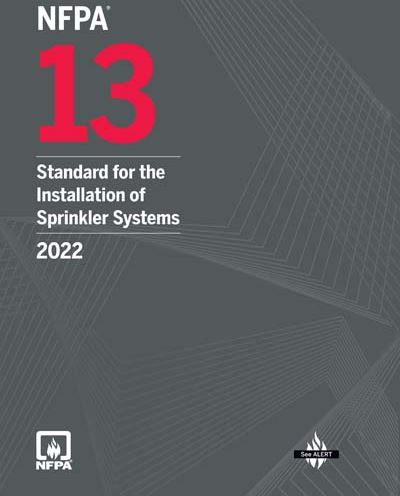 NFPA®
13
Standard for the
Installation of
Sprinkler Systems
2022
NFPA®
See ALERT